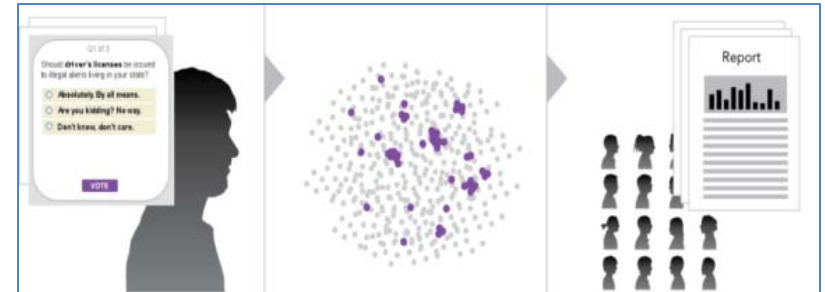 Q1 of 3
Should driver's licenses be issued
to illegal aliens living in your state?
Absolutely. By all means.
Are you kidding? No way.
Don't know, don't care.
VOTE
Report